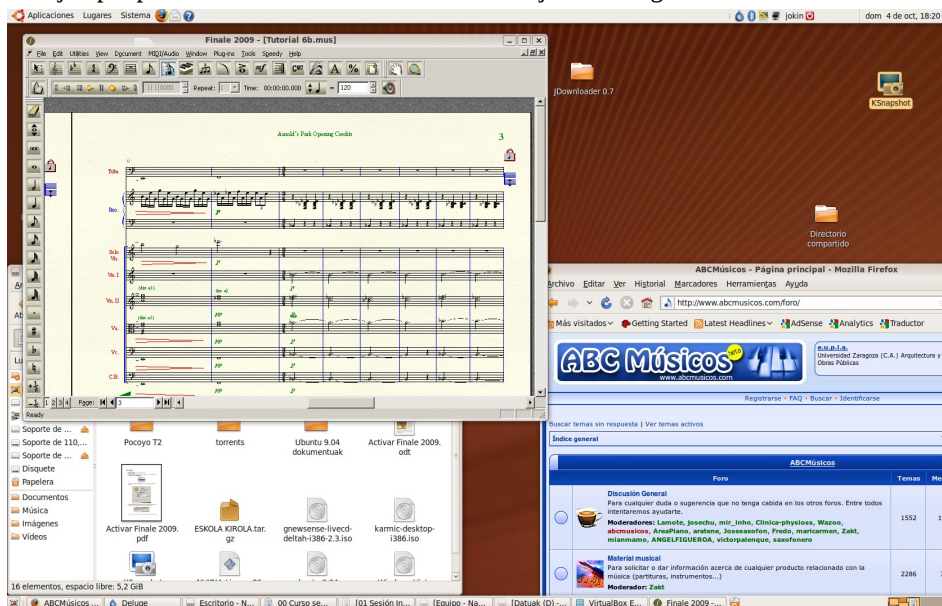 Aplicaciones Lugares Sistema
jokin
dom 4 de oct, 18:20
Finale 2009 - [Tutorial 6b.mus]
File Edit Utilities View Document MIDI/Audio Window Plug-ins Tools Speedy Help
Repeat: Time: 00:00:00.000 = 120
Arnold's Park Opening Credits
3
Tuba
Pno.
Solo
Vn.
Vn. I
Vn. II
Va.
Vc.
C.B.
1 2 3 4 Page: 3
Ready
JDownloader 0.7
KSnapshot
Directorio
compartido
Soporte de ...
Soporte de 110,...
Soporte de ...
Disquete
Papelera
Documentos
Música
Imágenes
Vídeos
Pocoyo T2
torrents
Ubuntu 9.04
dokumentuak
Activar Finale 2009.
odt
Activar Finale 2009.
pdf
ESKOLA KIROLA.tar.
gz
gnewsense-livecd-
deltah-i386-2.3.iso
karmic-desktop-
i386.iso
16 elementos, espacio libre: 5,2 GiB
ABCMúsicos - Página principal - Mozilla Firefox
Archivo Editar Ver Historial Marcadores Herramientas Ayuda
http://www.abcmusicos.com/foro/
Más visitados Getting Started Latest Headlines AdSense Analytics Traductor
ABC Músicos beta
www.abcmusicos.com
e.u.p.l.a.
Universidad Zaragoza (C.A.) Arquitectura y
Obras Públicas
Registrarse • FAQ • Buscar • Identificarse
Buscar temas sin respuesta | Ver temas activos
Índice general
ABCMúsicos
Foro Temas
Discusión General
Para cualquier duda o sugerencia que no tenga cabida en los otros foros. Entre todos
intentaremos ayudarte.
Moderadores: Lamote, josechu, mir_inho, Clinica-physioss, Wazoo,
abcmusicos, AreaPiano, aratene, Josesaxofon, Fredo, maricarmen, Zakt,
mianmamo, ANGELFIGUEROA, victorpalenque, saxofonero
1552
Material musical
Para solicitar o dar información acerca de cualquier producto relacionado con la
música (partituras, instrumentos...)
Moderador: Zakt
2286
ABCMúsicos ... Deluge Escritorio - N... 00 Curso se... [01 Sesión In... [Equipo - Na... [Datuak (D) -... VirtualBox E... Finale 2009 -...